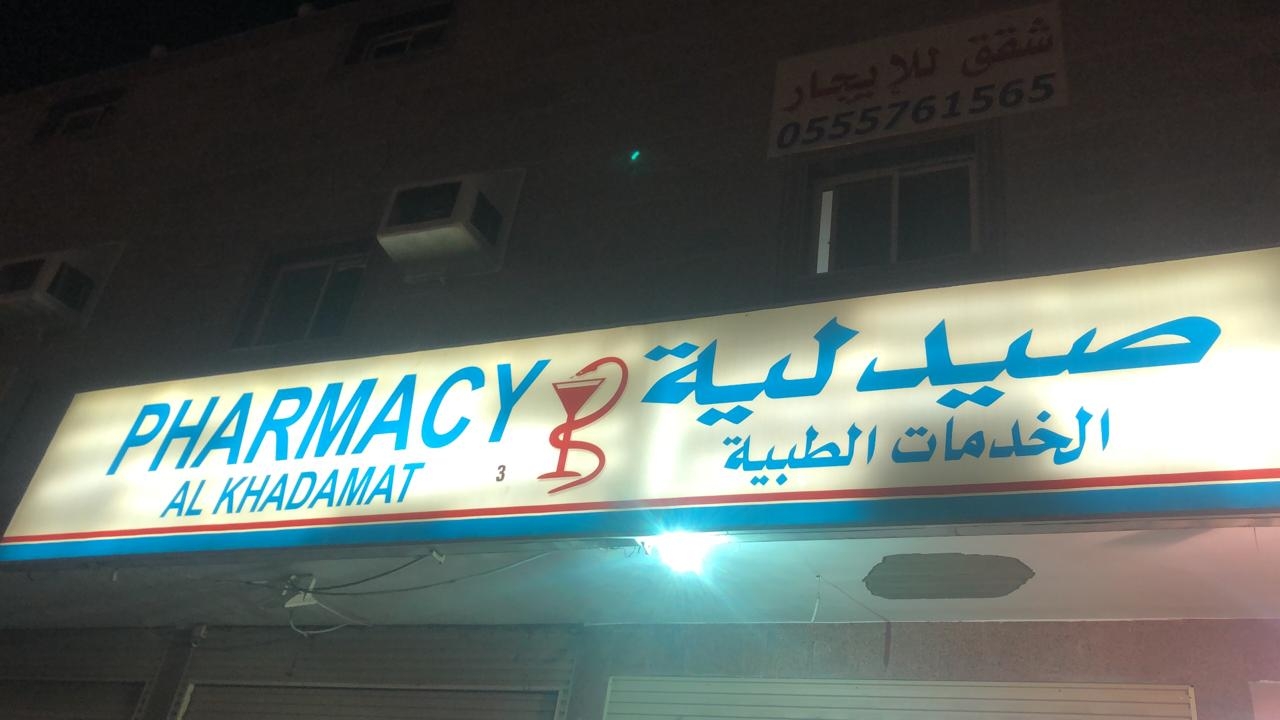 شقق للإيجار
0555761565
صيدلية
الخدمات الطبية
PHARMACY
AL KHADAMAT
3